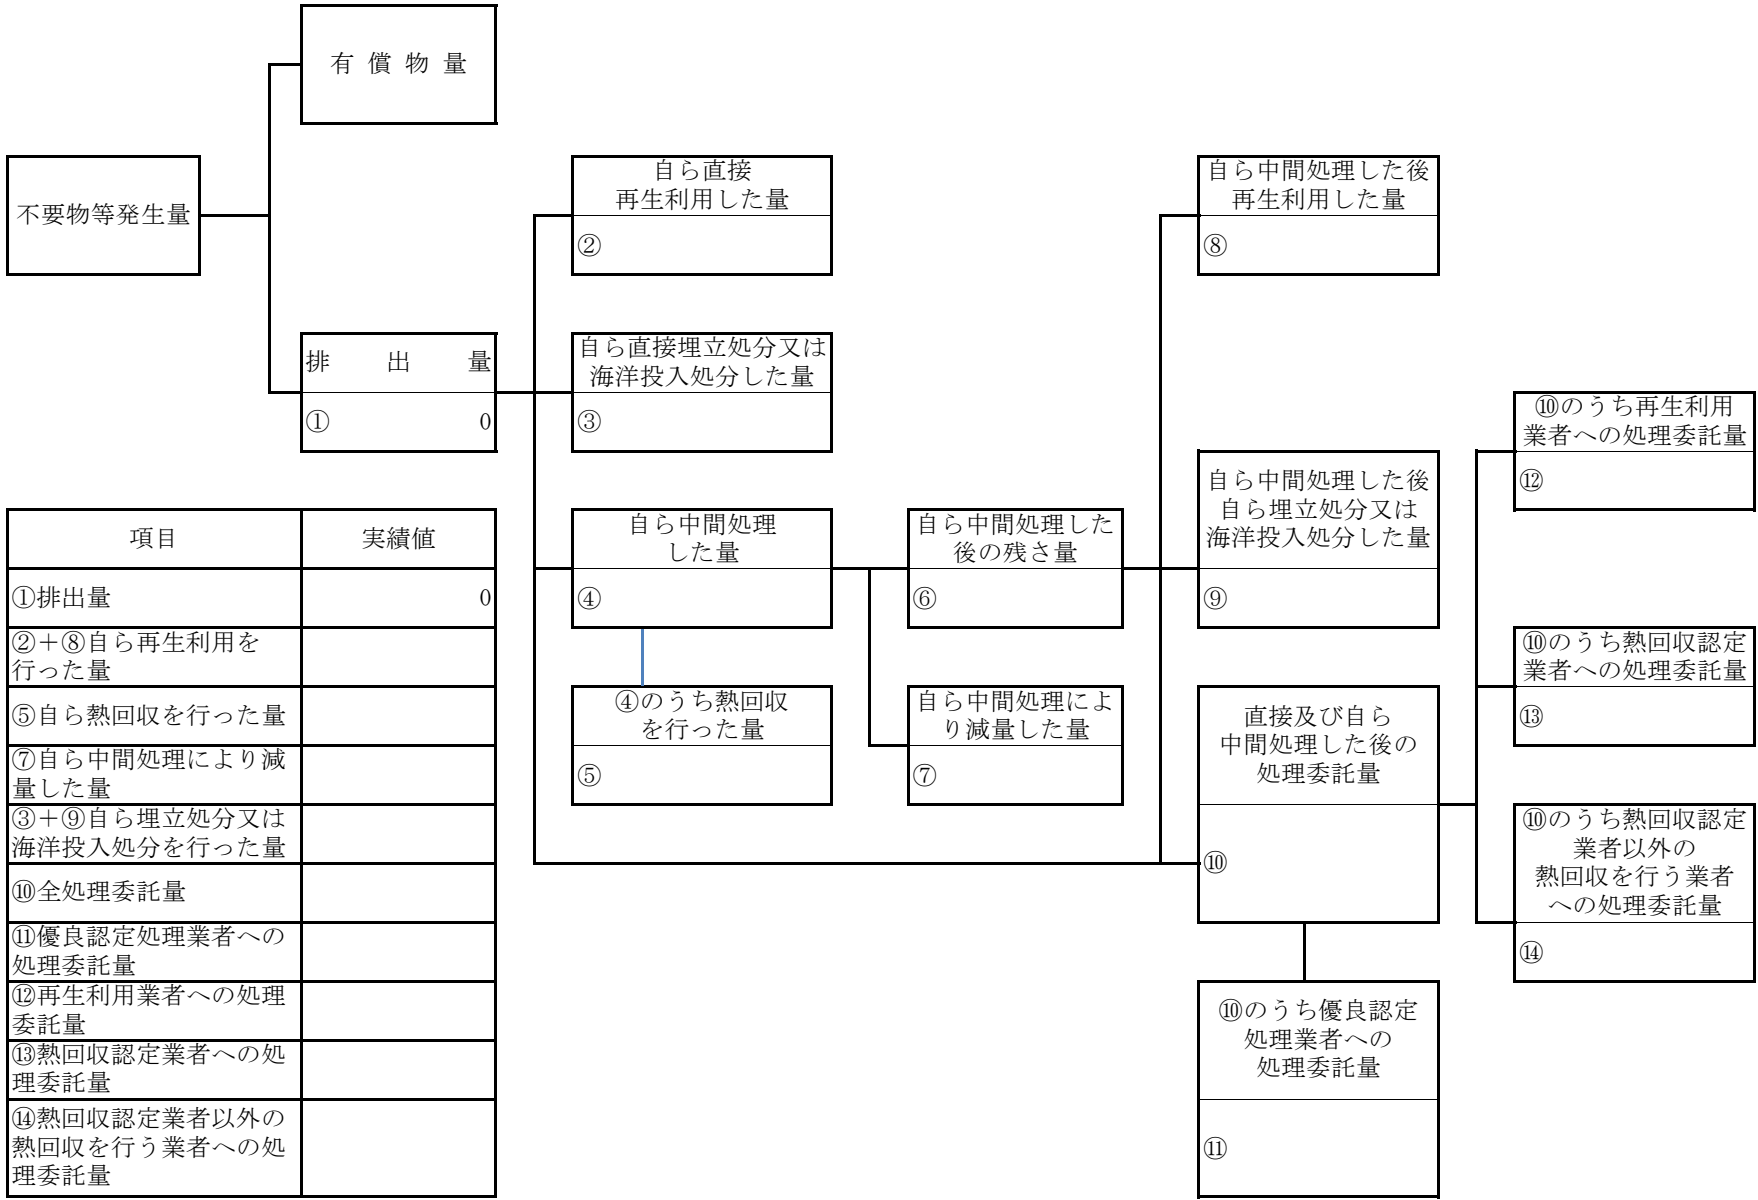 有償物量
不要物等発生量
自ら直接
再生利用した量
②
自ら中間処理した後
再生利用した量
⑧
排出量
① 0
自ら直接埋立処分又は
海洋投入処分した量
③
⑩のうち再生利用
業者への処理委託量
⑫
自ら中間処理した後
自ら埋立処分又は
海洋投入処分した量
⑨
自ら中間処理
した量
④
自ら中間処理した
後の残さ量
⑥
⑩のうち熱回収認定
業者への処理委託量
⑬
④のうち熱回収
を行った量
⑤
自ら中間処理によ
り減量した量
⑦
直接及び自ら
中間処理した後の
処理委託量
⑩
⑩のうち熱回収認定
業者以外の
熱回収を行う業者
への処理委託量
⑭
⑩のうち優良認定
処理業者への
処理委託量
⑪
項目 実績値
①排出量 0
②+⑧自ら再生利用を
行った量
⑤自ら熱回収を行った量
⑦自ら中間処理により減
量した量
③+⑨自ら埋立処分又は
海洋投入処分を行った量
⑩全処理委託量
⑪優良認定処理業者への
処理委託量
⑫再生利用業者への処理
委託量
⑬熱回収認定業者への処
理委託量
⑭熱回収認定業者以外の
熱回収を行う業者への処
理委託量